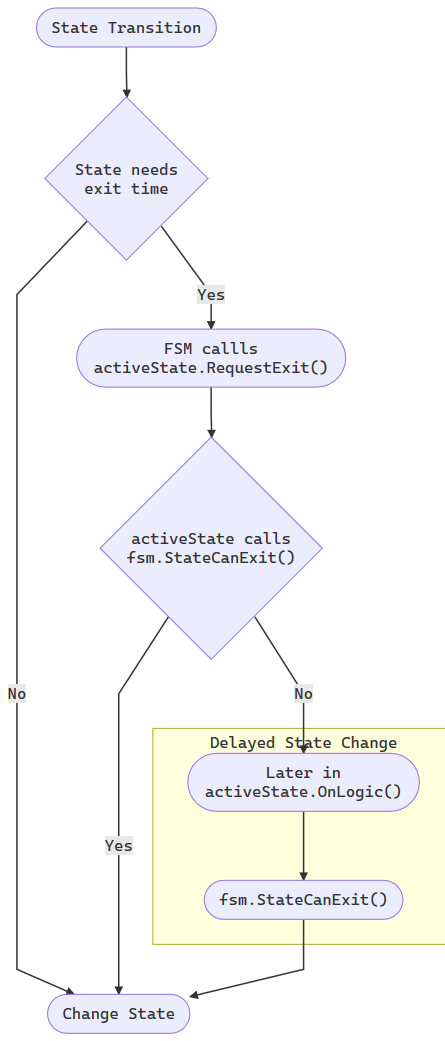 State Transition
State needs
exit time
Yes
FSM callls
activeState.RequestExit()
activeState calls
fsm.StateCanExit()
No
No
Delayed State Change
Later in
activeState.OnLogic()
Yes
fsm.StateCanExit()
Change State